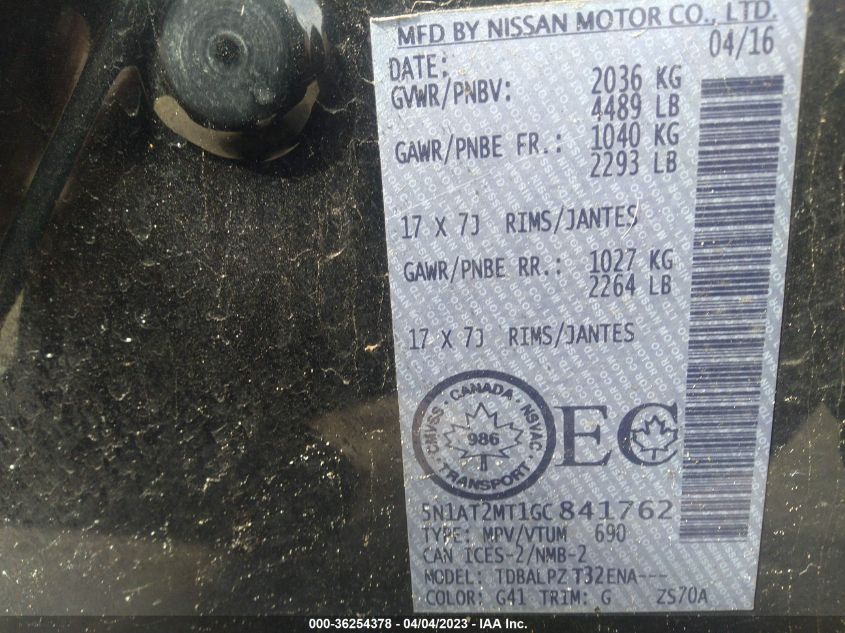 MFD BY NISSAN MOTOR CO., LTD.
DATE: 04/16
GVWR/PNBV: 2036 KG
4489 LB
GAWR/PNBE FR.: 1040 KG
2293 LB
17 X 7J RIMS/JANTES
GAWR/PNBE RR.: 1027 KG
2264 LB
17 X 7J RIMS/JANTES
CANADA
CMVSS · NSVAC
986
TRANSPORT
EC
5N1AT2MT1GC841762
TYPE: MPV/VTUM 690
CAN ICES-2/NMB-2
MODEL: TDBALPZ T32ENA---
COLOR: G41 TRIM: G ZS70A
000-36254378 - 04/04/2023 - IAA Inc.